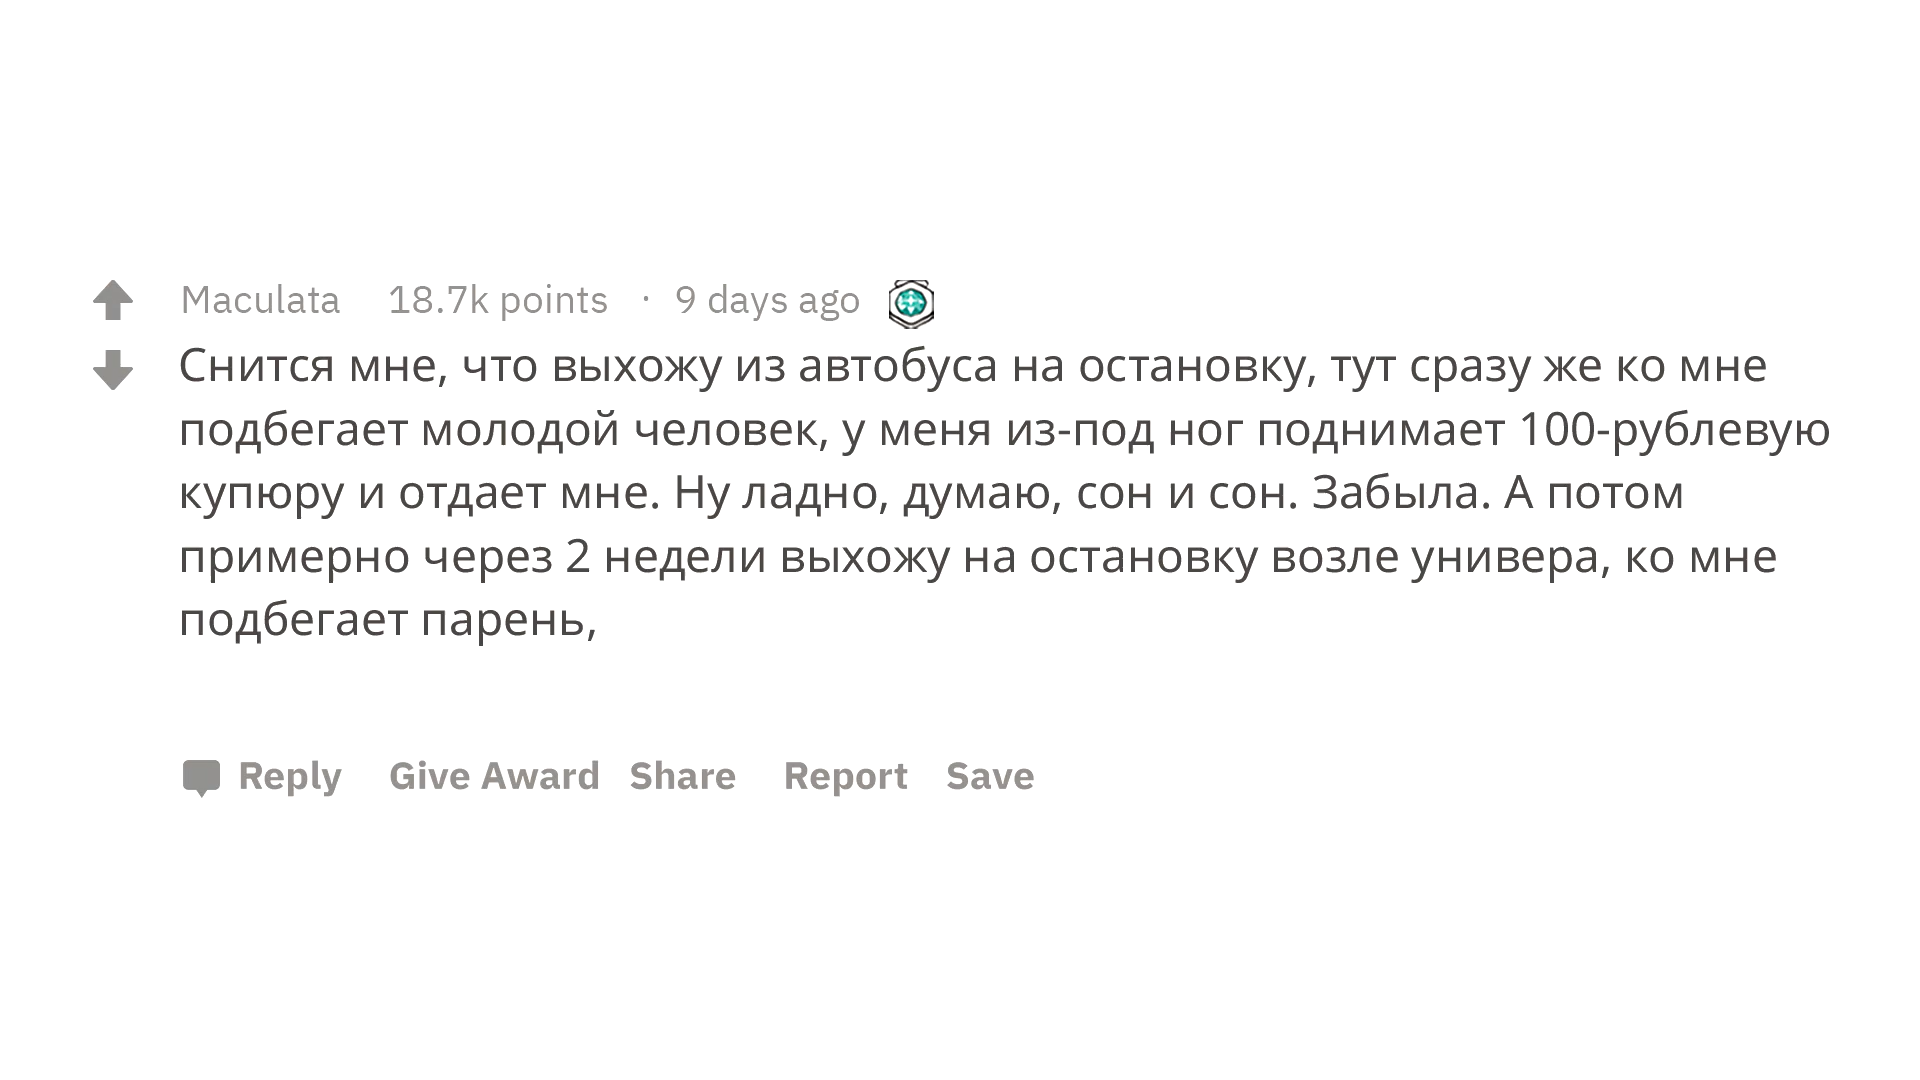 Maculata 18.7k points · 9 days ago
Снится мне, что выхожу из автобуса на остановку, тут сразу же ко мне
подбегает молодой человек, у меня из-под ног поднимает 100-рублевую
купюру и отдает мне. Ну ладно, думаю, сон и сон. Забыла. А потом
примерно через 2 недели выхожу на остановку возле универа, ко мне
подбегает парень,
Reply Give Award Share Report Save